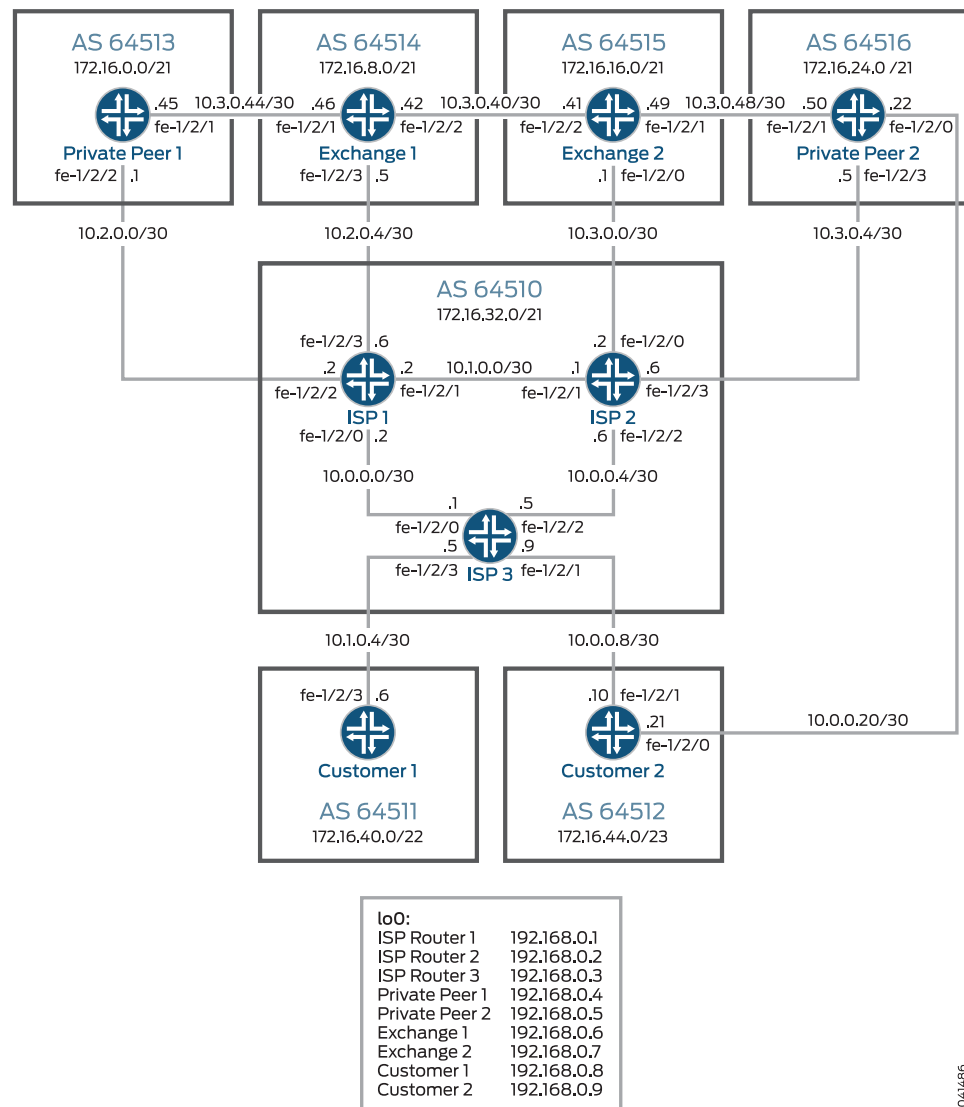 AS 64513
172.16.0.0/21
AS 64514
172.16.8.0/21
AS 64515
172.16.16.0/21
AS 64516
172.16.24.0 /21
.45
10.3.0.44/30
.46
.42
10.3.0.40/30
.41
.49
10.3.0.48/30
.50
.22
fe-1/2/1
fe-1/2/1
fe-1/2/2
fe-1/2/2
fe-1/2/1
fe-1/2/1
fe-1/2/0
Private Peer 1
Exchange 1
Exchange 2
Private Peer 2
fe-1/2/2 .1
fe-1/2/3 .5
.1 fe-1/2/0
.5 fe-1/2/3
10.2.0.0/30
10.2.0.4/30
10.3.0.0/30
10.3.0.4/30
AS 64510
172.16.32.0/21
fe-1/2/3 .6
.2 fe-1/2/0
.2
.2
10.1.0.0/30
.1
.6
fe-1/2/2
fe-1/2/1
fe-1/2/1
fe-1/2/3
ISP 1
ISP 2
fe-1/2/0 .2
.6 fe-1/2/2
10.0.0.0/30
10.0.0.4/30
.1
.5
fe-1/2/0
fe-1/2/2
.5
.9
fe-1/2/3
fe-1/2/1
ISP 3
10.1.0.4/30
10.0.0.8/30
fe-1/2/3 .6
.10 fe-1/2/1
.21
10.0.0.20/30
fe-1/2/0
Customer 1
Customer 2
AS 64511
172.16.40.0/22
AS 64512
172.16.44.0/23
lo0:
ISP Router 1 192.168.0.1
ISP Router 2 192.168.0.2
ISP Router 3 192.168.0.3
Private Peer 1 192.168.0.4
Private Peer 2 192.168.0.5
Exchange 1 192.168.0.6
Exchange 2 192.168.0.7
Customer 1 192.168.0.8
Customer 2 192.168.0.9
041486